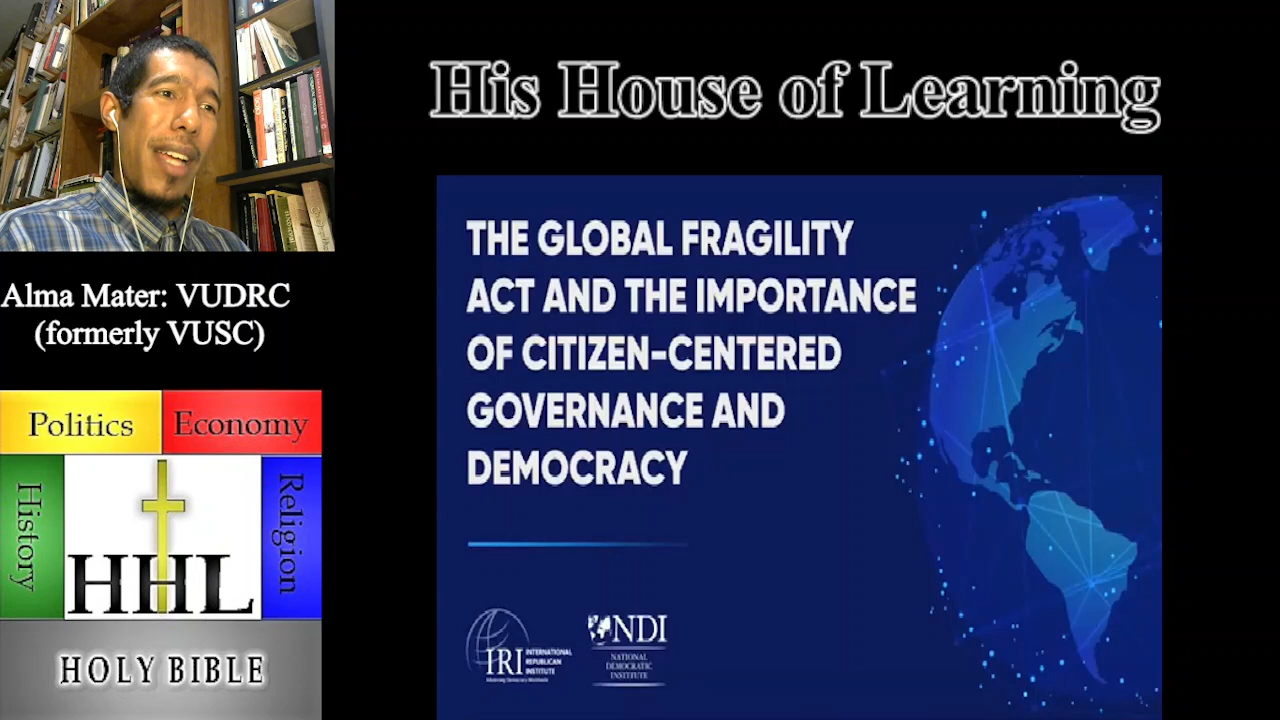 His House of Learning
Alma Mater: VUDRC
(formerly VUSC)
Politics
Economy
History
Religion
HHL
HOLY BIBLE
THE GLOBAL FRAGILITY
ACT AND THE IMPORTANCE
OF CITIZEN-CENTERED
GOVERNANCE AND
DEMOCRACY
IRI
INTERNATIONAL
REPUBLICAN
INSTITUTE
NDI
NATIONAL
DEMOCRATIC
INSTITUTE